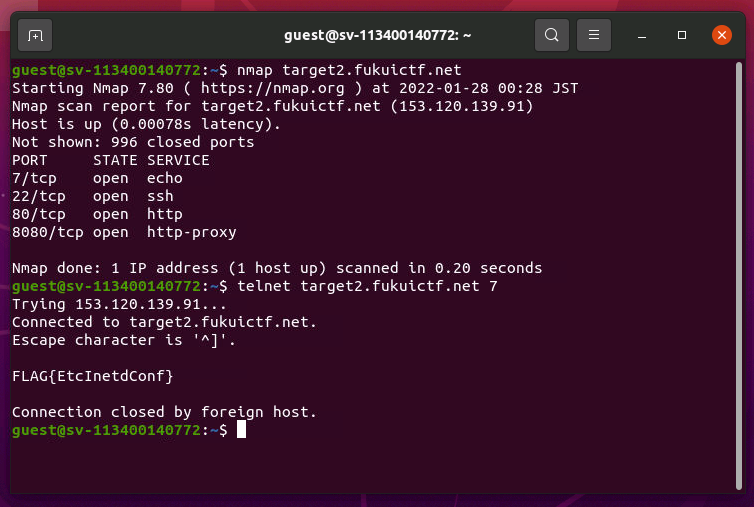 guest@sv-113400140772: ~
guest@sv-113400140772:~$ nmap target2.fukuictf.net
Starting Nmap 7.80 ( https://nmap.org ) at 2022-01-28 00:28 JST
Nmap scan report for target2.fukuictf.net (153.120.139.91)
Host is up (0.00078s latency).
Not shown: 996 closed ports
PORT     STATE SERVICE
7/tcp    open  echo
22/tcp   open  ssh
80/tcp   open  http
8080/tcp open  http-proxy
Nmap done: 1 IP address (1 host up) scanned in 0.20 seconds
guest@sv-113400140772:~$ telnet target2.fukuictf.net 7
Trying 153.120.139.91...
Connected to target2.fukuictf.net.
Escape character is '^]'.
FLAG{EtcInetdConf}
Connection closed by foreign host.
guest@sv-113400140772:~$